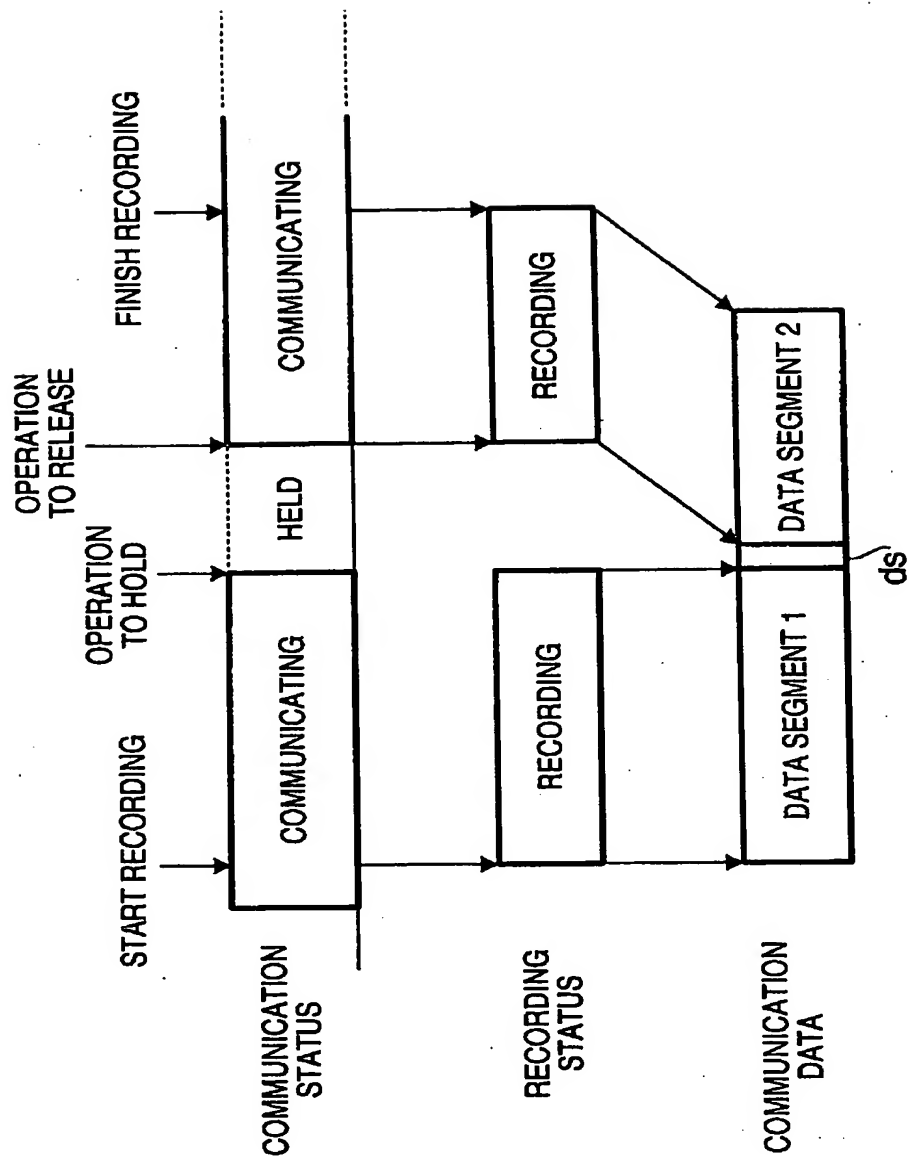 START RECORDING
OPERATION
TO HOLD
OPERATION
TO RELEASE
FINISH RECORDING
COMMUNICATION
STATUS
COMMUNICATING
HELD
COMMUNICATING
RECORDING
STATUS
RECORDING
RECORDING
COMMUNICATION
DATA
DATA SEGMENT 1
DATA SEGMENT 2
ds